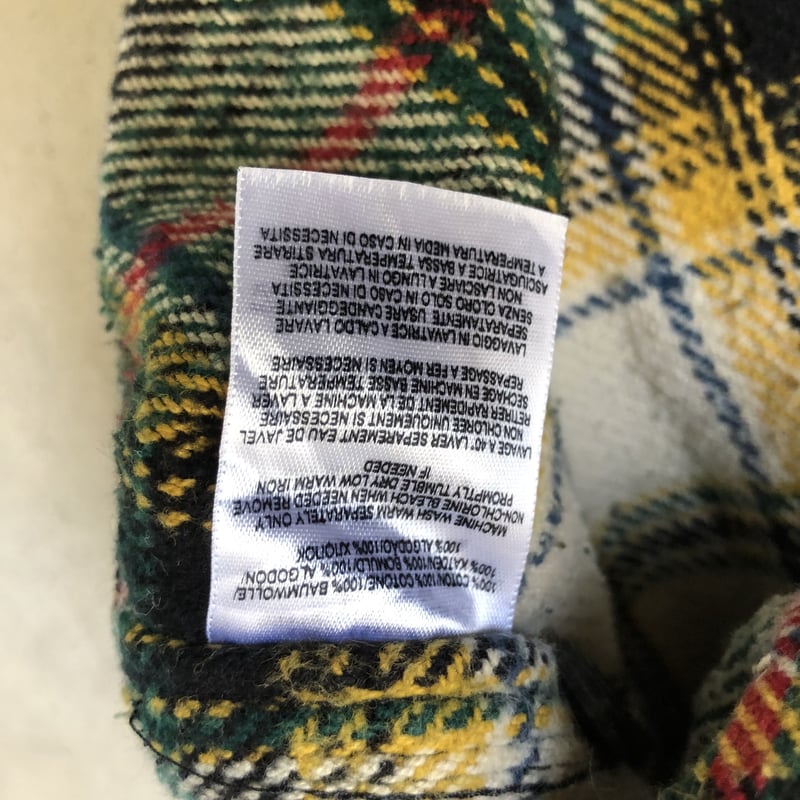 100% COTON/100% COTONE/100% BAUMWOLLE/
100% KATOEN/100% BOMULD/100% ALGODÓN/
100% ALGODÃO/100% ХΛΟΠΟΚ
MACHINE WASH WARM SEPARATELY ONLY
NON-CHLORINE BLEACH WHEN NEEDED REMOVE
PROMPTLY TUMBLE DRY LOW WARM IRON
IF NEEDED
LAVAGE A 40° LAVER SEPAREMENT EAU DE JAVEL
NON CHLOREE UNIQUEMENT SI NECESSAIRE
RETIRER RAPIDEMENT DE LA MACHINE A LAVER
SECHAGE EN MACHINE BASSE TEMPERATURE
REPASSAGE A FER MOYEN SI NECESSAIRE
LAVAGGIO IN LAVATRICE A CALDO LAVARE
SEPARATAMENTE USARE CANDEGGIANTE
SENZA CLORO SOLO IN CASO DI NECESSITA
NON LASCIARE A LUNGO IN LAVATRICE
ASCIUGATRICE A BASSA TEMPERATURA STIRARE
A TEMPERATURA MEDIA IN CASO DI NECESSITA